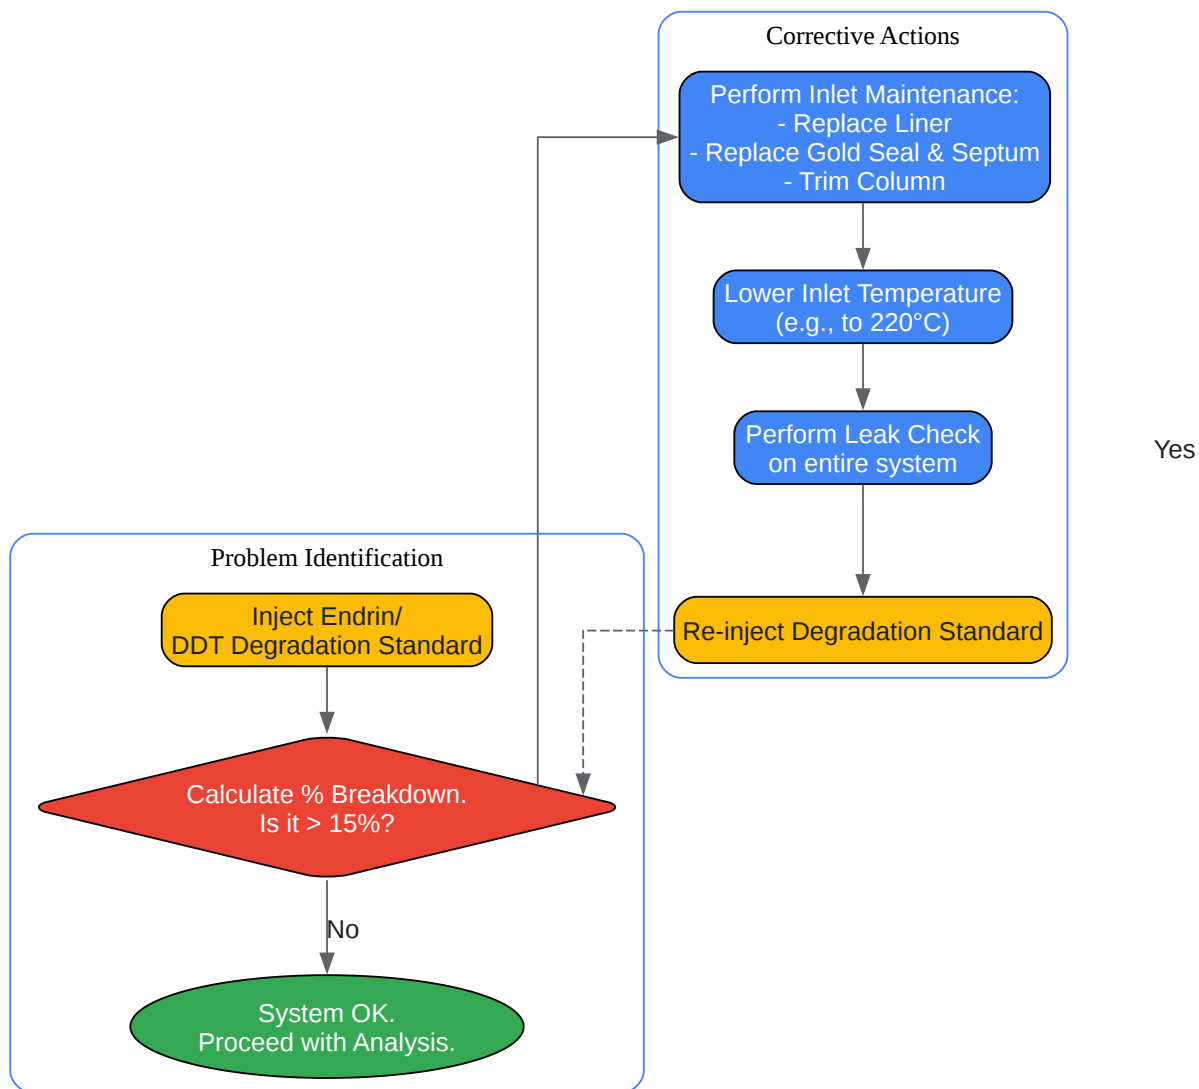 Corrective Actions
Perform Inlet Maintenance:
- Replace Liner
- Replace Gold Seal & Septum
- Trim Column
Lower Inlet Temperature
(e.g., to 220°C)
Perform Leak Check
on entire system
Yes
Re-inject Degradation Standard
Problem Identification
Inject Endrin/
DDT Degradation Standard
Calculate % Breakdown.
Is it > 15%?
No
System OK.
Proceed with Analysis.